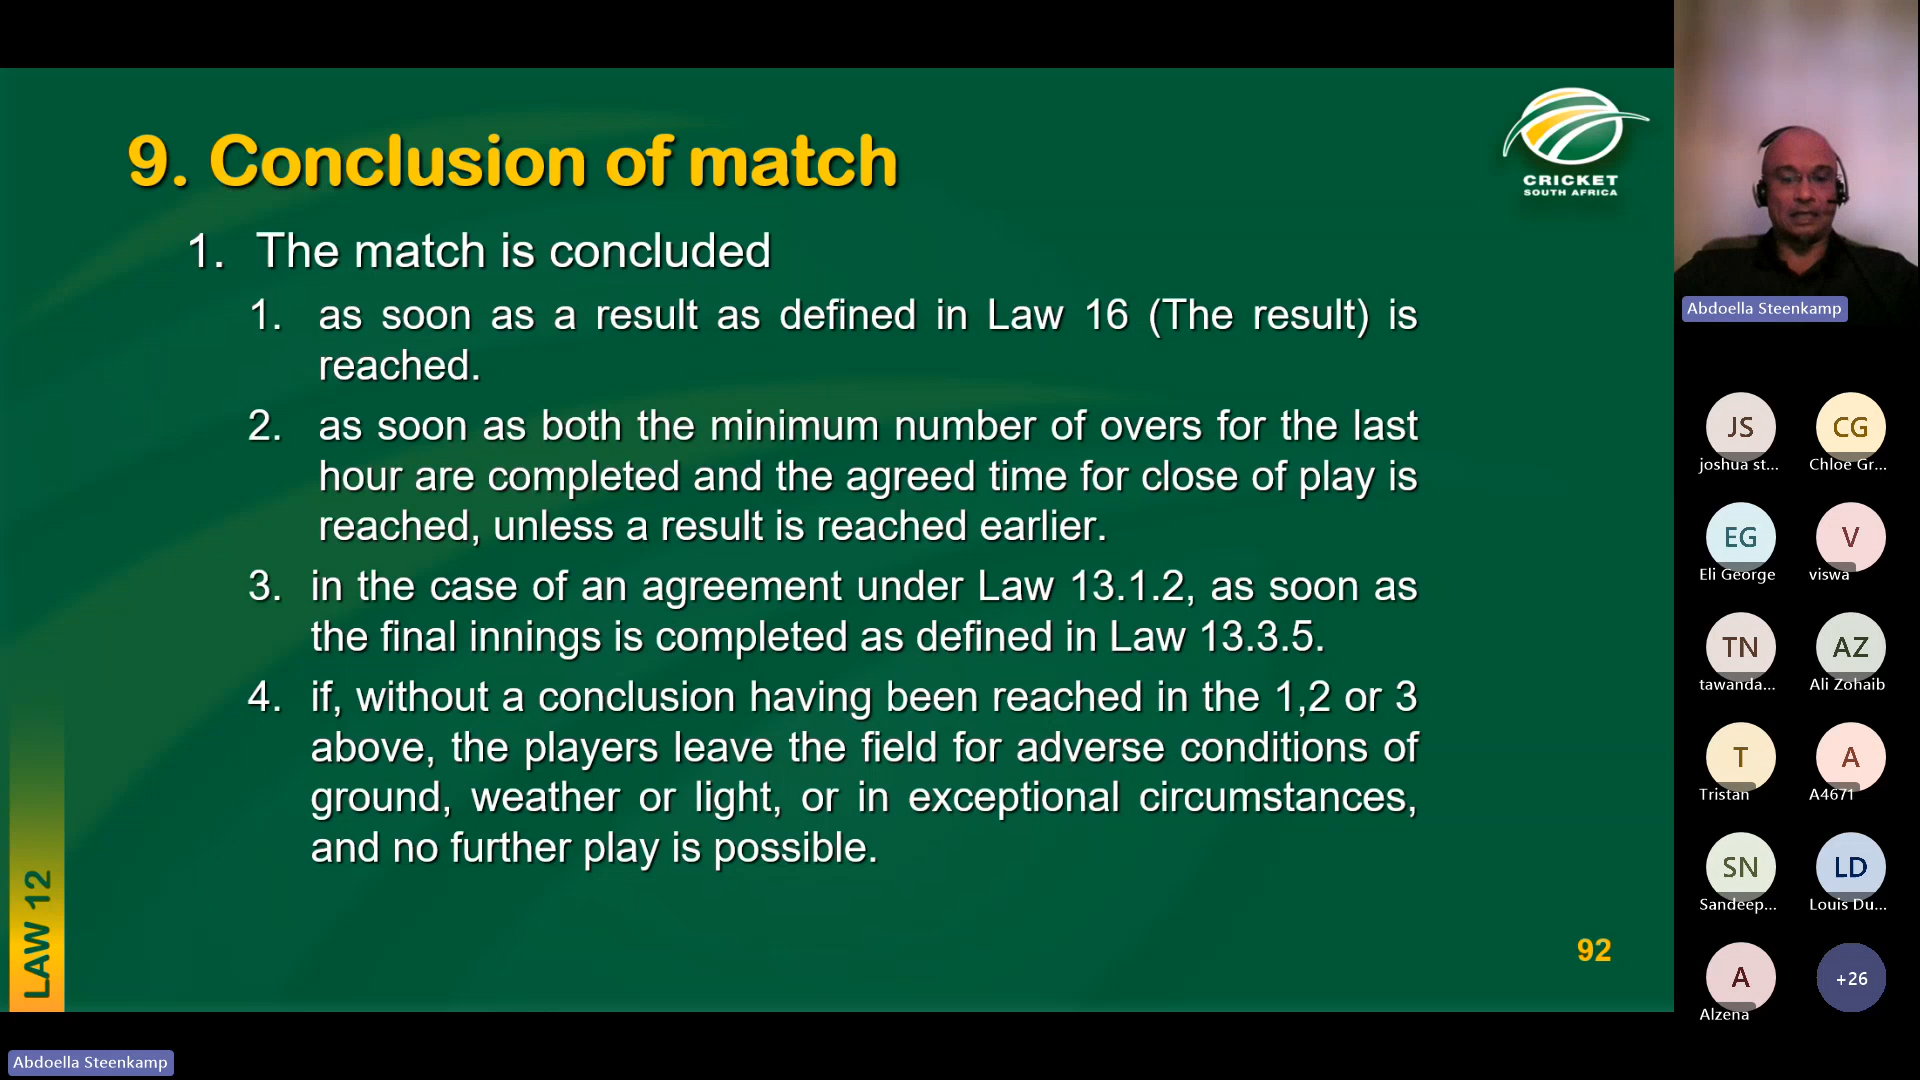 9. Conclusion of match
CRICKET
SOUTH AFRICA
1. The match is concluded
1. as soon as a result as defined in Law 16 (The result) is
reached.
2. as soon as both the minimum number of overs for the last
hour are completed and the agreed time for close of play is
reached, unless a result is reached earlier.
3. in the case of an agreement under Law 13.1.2, as soon as
the final innings is completed as defined in Law 13.3.5.
4. if, without a conclusion having been reached in the 1,2 or 3
above, the players leave the field for adverse conditions of
ground, weather or light, or in exceptional circumstances,
and no further play is possible.
LAW 12
92
Abdoella Steenkamp
Abdoella Steenkamp
JS
joshua st...
CG
Chloe Gr...
EG
Eli George
V
viswa
TN
tawanda...
AZ
Ali Zohaib
T
Tristan
A
A4671
SN
Sandeep...
LD
Louis Du...
A
Alzena
+26